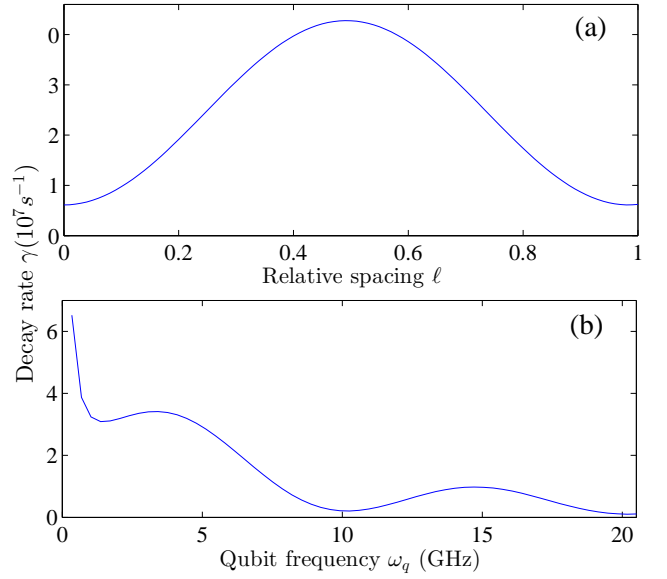 (a)
0
2
1
0
0 0.2 0.4 0.6 0.8 1
Relative spacing ℓ
Decay rate γ(10⁷s⁻¹)
(b)
6
4
2
0
0 5 10 15 20
Qubit frequency ω_q (GHz)